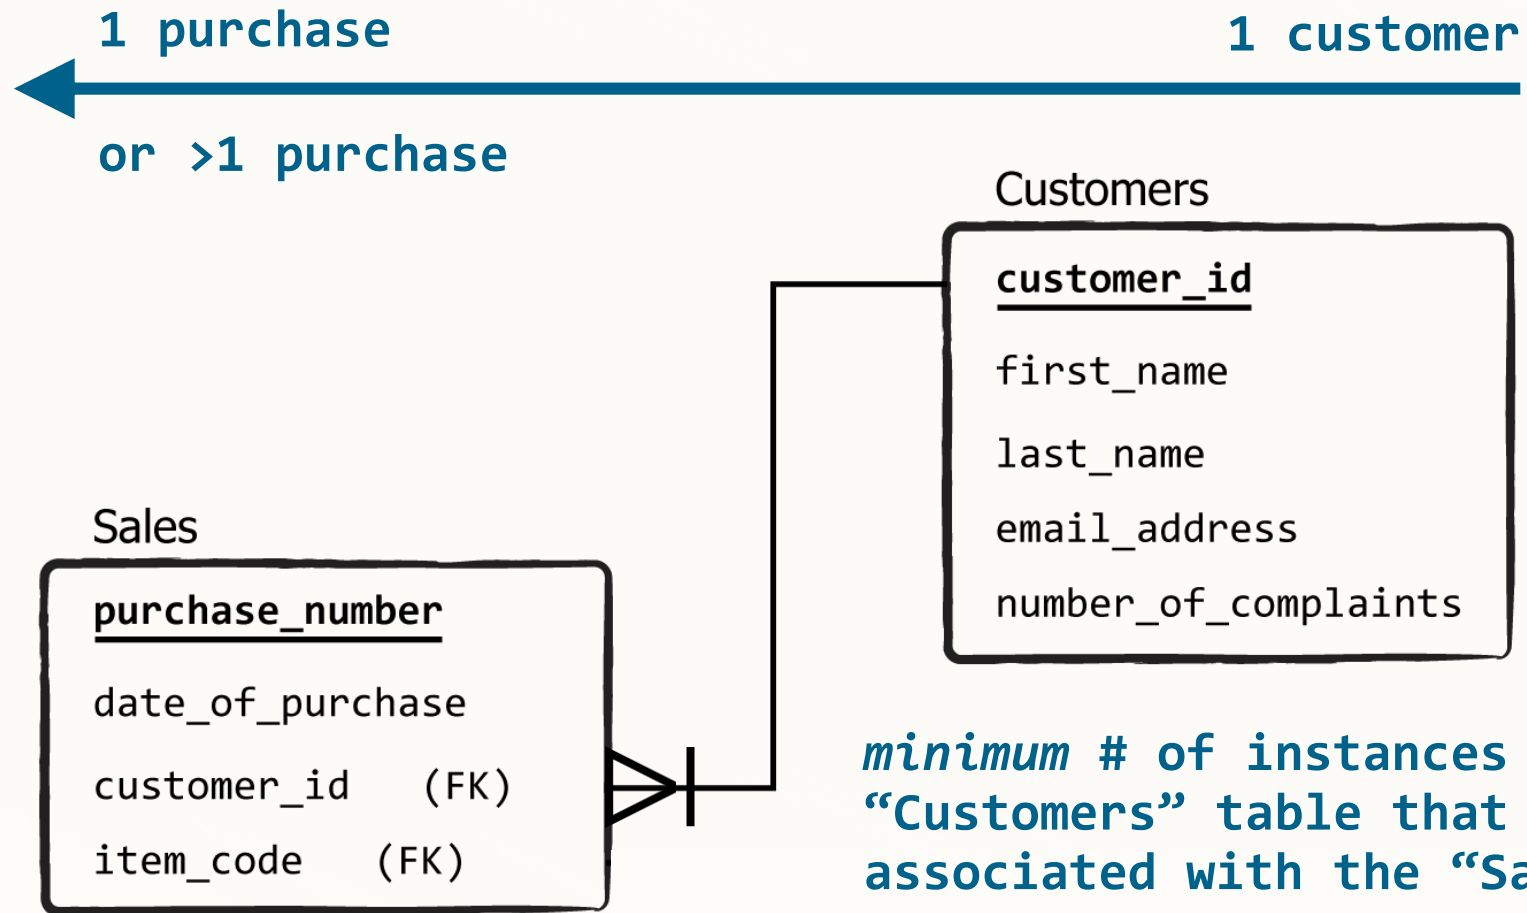 1 purchase
1 customer
or >1 purchase
Customers
customer_id
first_name
last_name
email_address
number_of_complaints
Sales
purchase_number
date_of_purchase
customer_id (FK)
item_code (FK)
minimum # of instances
“Customers” table that
associated with the “Sa